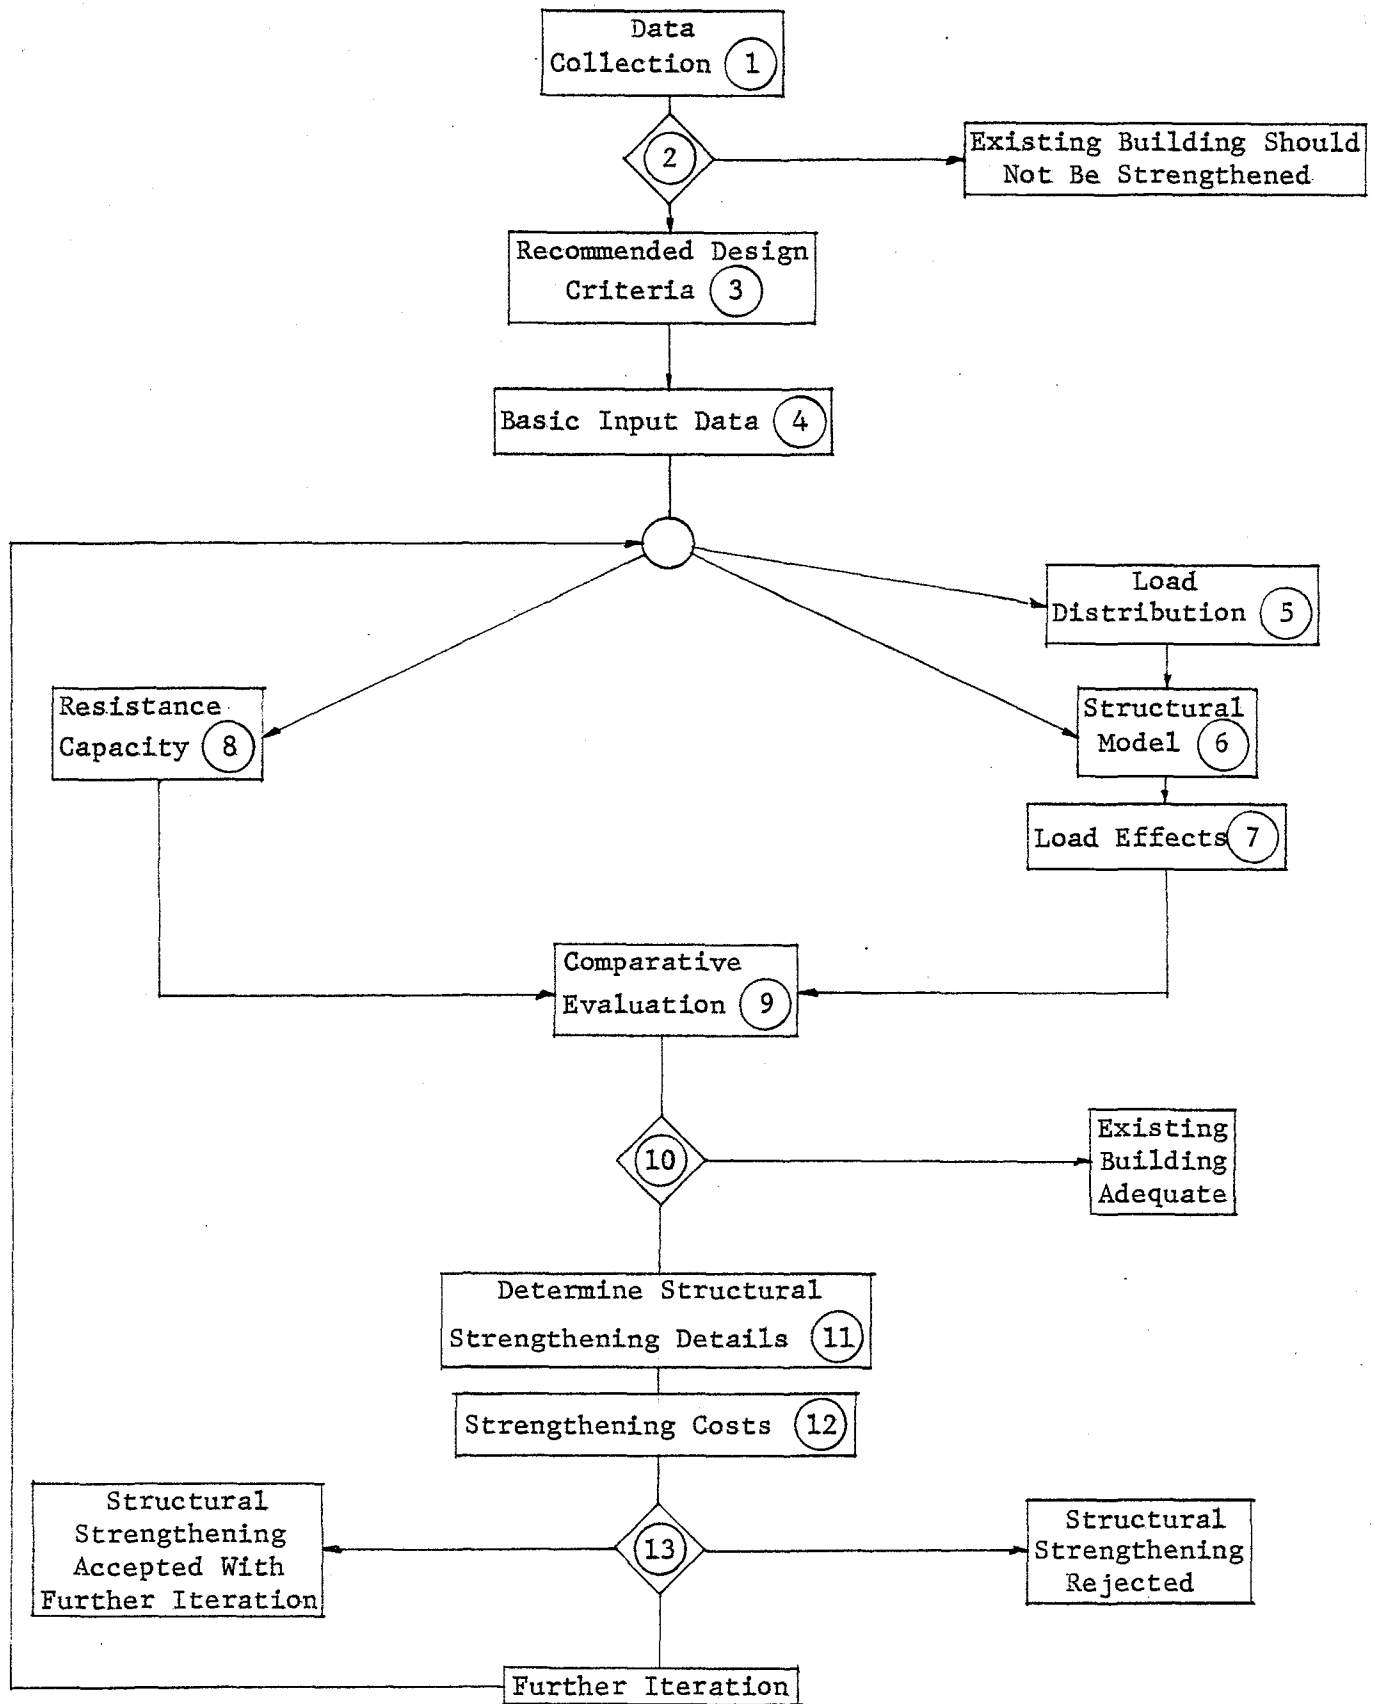 Data
Collection 1
2
Existing Building Should
Not Be Strengthened
Recommended Design
Criteria 3
Basic Input Data 4
Load
Distribution 5
Resistance
Capacity 8
Structural
Model 6
Load Effects 7
Comparative
Evaluation 9
10
Existing
Building
Adequate
Determine Structural
Strengthening Details 11
Strengthening Costs 12
Structural
Strengthening
Accepted With
Further Iteration
13
Structural
Strengthening
Rejected
Further Iteration